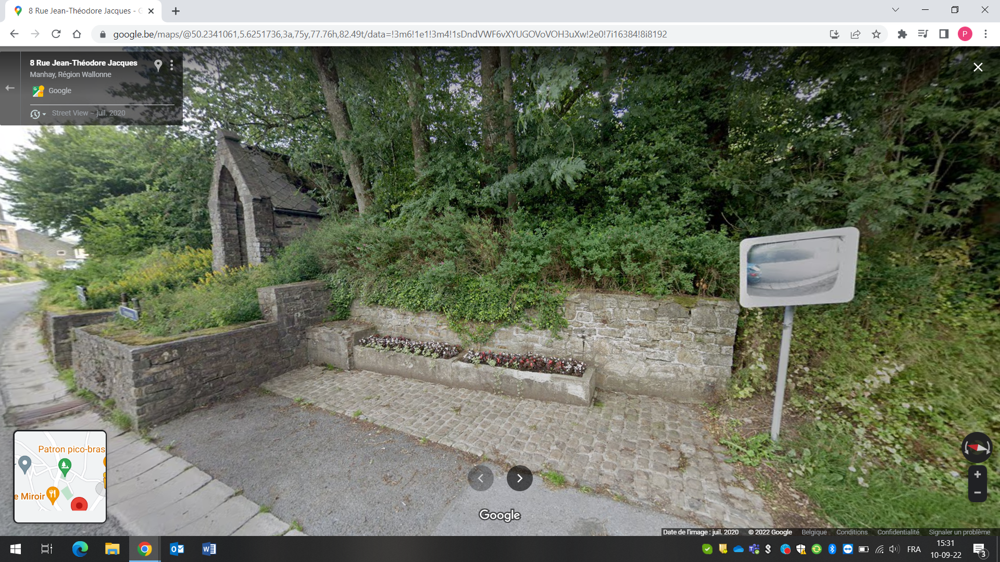 8 Rue Jean-Théodore Jacques - G
google.be/maps/@50.2341061,5.6251736,3a,75y,77.76h,82.49t/data=!3m6!1e1!3m4!1sDndVWF6vXYUGOVoVOH3uXw!2e0!7i16384!8i8192
P
8 Rue Jean-Théodore Jacques
Manhay, Région Wallonne
Google
Street View – juil. 2020
Patron pico-bras
e Miroir
Google
Date de l'image : juil. 2020 © 2022 Google Belgique Conditions Confidentialité Signaler un problème
FRA
15:31
10-09-22
3